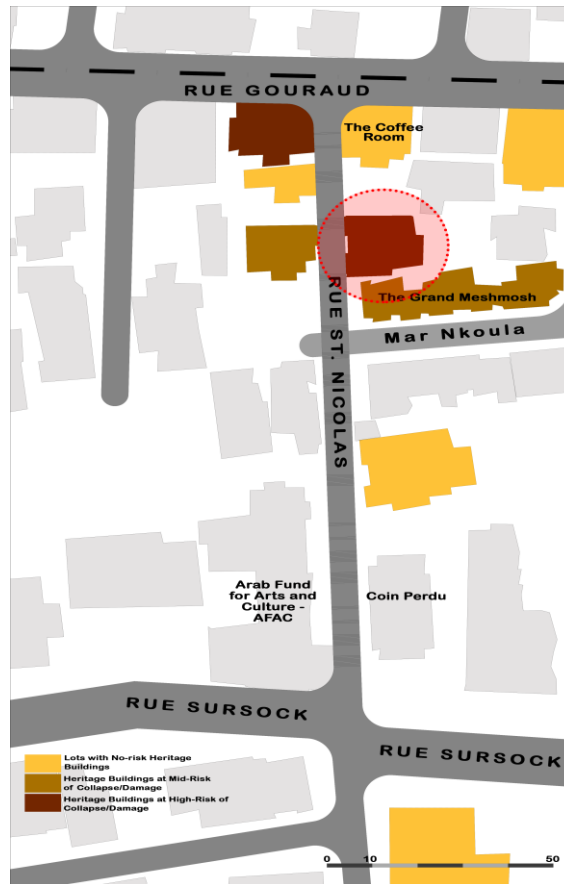 RUE GOURAUD
The Coffee
Room
The Grand Meshmosh
Mar Nkoula
RUE ST. NICOLAS
Arab Fund
for Arts and
Culture -
AFAC
Coin Perdu
RUE SURSOCK
RUE SURSOCK
Lots with No-risk Heritage
Buildings
Heritage Buildings at Mid-Risk
of Collapse/Damage
Heritage Buildings at High-Risk of
Collapse/Damage
0 10 20 50